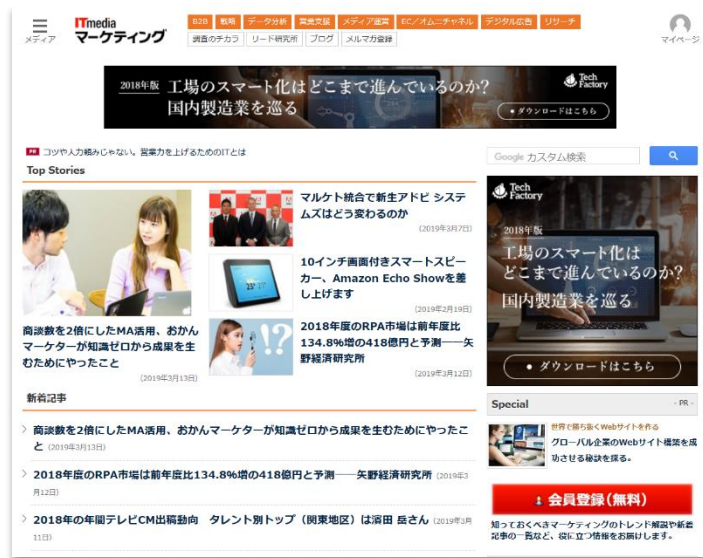 メディア
ITmedia
マーケティング
B2B 戦略 データ分析 営業支援 メディア運営 EC/オムニチャネル デジタル広告 リサーチ
調査のチカラ リード研究所 ブログ メルマガ登録
マイページ
2018年版 工場のスマート化はどこまで進んでいるのか?
国内製造業を巡る
Tech
Factory
● ダウンロードはこちら
PR コツや人力頼みじゃない。営業力を上げるためのITとは
Google カスタム検索
Top Stories
商談数を2倍にしたMA活用、おかん
マーケターが知識ゼロから成果を生
むためにやったこと
(2019年3月13日)
マルケト統合で新生アドビ システ
ムズはどう変わるのか
(2019年3月7日)
10インチ画面付きスマートスピー
カー、Amazon Echo Showを差
し上げます
(2019年2月19日)
!?
2018年度のRPA市場は前年度比
134.8%増の418億円と予測――矢
野経済研究所
(2019年3月12日)
Tech
Factory
2018年版
工場のスマート化は
どこまで進んでいるのか?
国内製造業を巡る
● ダウンロードはこちら
新着記事
商談数を2倍にしたMA活用、おかんマーケターが知識ゼロから成果を生むためにやったこ
と (2019年3月13日)
2018年度のRPA市場は前年度比134.8%増の418億円と予測――矢野経済研究所 (2019年3
月12日)
2018年の年間テレビCM出稿動向 タレント別トップ(関東地区)は濱田 岳さん (2019年3月
11日)
Special - PR -
世界で勝ち抜くWebサイトを作る
グローバル企業のWebサイト構築を成
功させる秘訣を探る。
会員登録(無料)
知っておくべきマーケティングのトレンド解説や新着
記事の一覧など、役に立つ情報をお届けします。